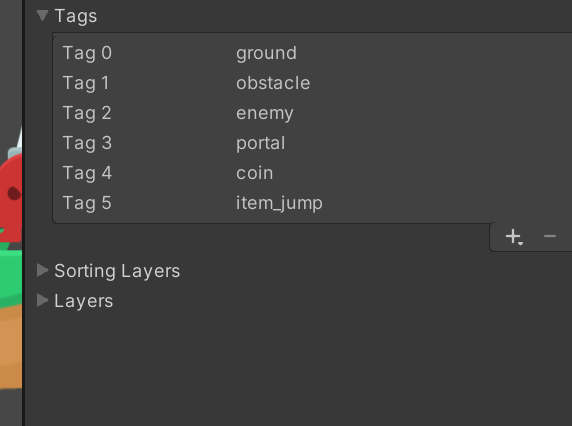 Tags
Tag 0 ground
Tag 1 obstacle
Tag 2 enemy
Tag 3 portal
Tag 4 coin
Tag 5 item_jump
Sorting Layers
Layers